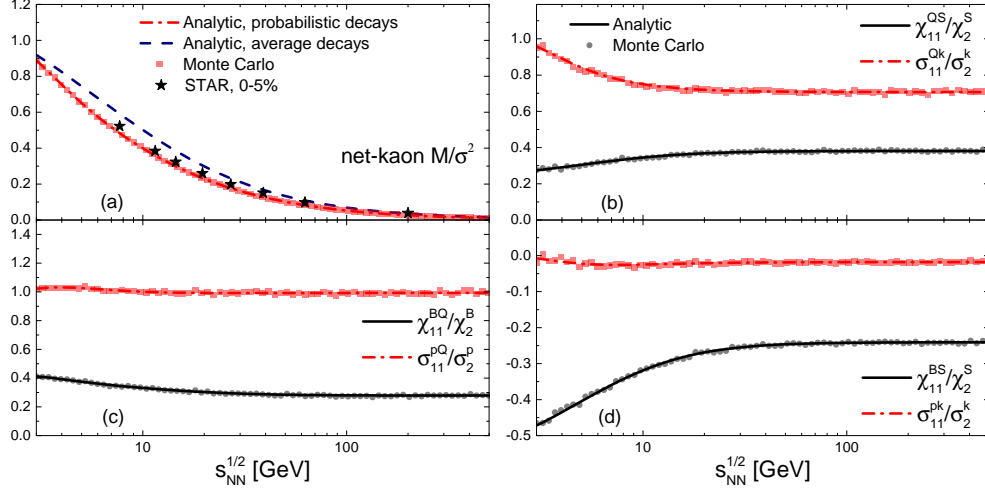 1.2
1.0
0.8
0.6
0.4
0.2
0.0
Analytic, probabilistic decays
Analytic, average decays
Monte Carlo
STAR, 0-5%
net-kaon M/σ²
(a)
1.0
0.8
0.6
0.4
0.2
0.0
Analytic
Monte Carlo
χ₁₁^QS/χ₂^S
σ₁₁^Qk/σ₂^k
(b)
1.4
1.2
1.0
0.8
0.6
0.4
0.2
0.0
χ₁₁^BQ/χ₂^B
σ₁₁^pQ/σ₂^p
(c)
10
100
s_NN^1/2 [GeV]
0.0
-0.1
-0.2
-0.3
-0.4
-0.5
χ₁₁^BS/χ₂^S
σ₁₁^pk/σ₂^k
(d)
10
100
s_NN^1/2 [GeV]